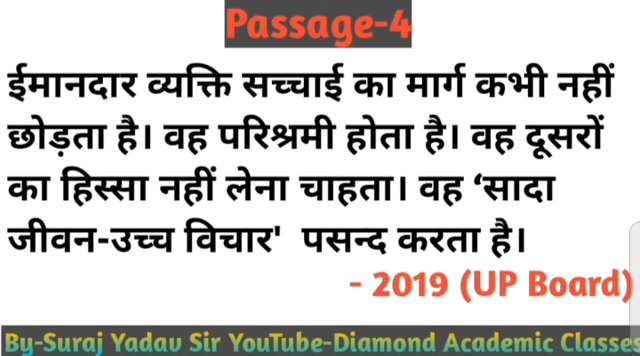 Passage-4
ईमानदार व्यक्ति सच्चाई का मार्ग कभी नहीं
छोड़ता है। वह परिश्रमी होता है। वह दूसरों
का हिस्सा नहीं लेना चाहता। वह ‘सादा
जीवन-उच्च विचार' पसन्द करता है।
- 2019 (UP Board)
By-Suraj Yadav Sir YouTube-Diamond Academic Classes